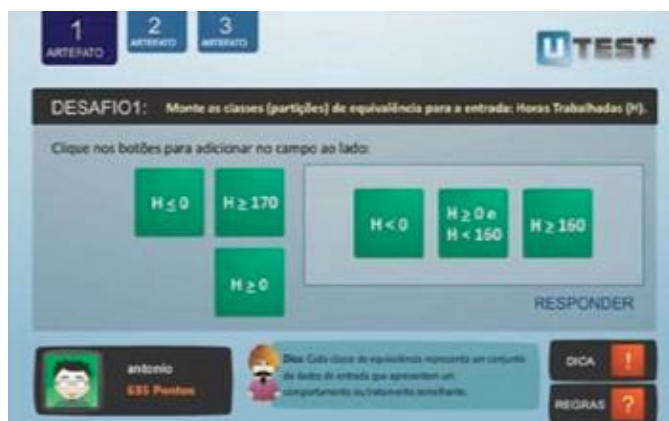 1
ARTEFATO
2
ARTEFATO
3
ARTEFATO
UTEST
DESAFIO1: Monte as classes (partições) de equivalência para a entrada: Horas Trabalhadas (H).
Clique nos botões para adicionar no campo ao lado:
H ≤ 0
H ≥ 170
H ≥ 0
H < 0
H ≥ 0 e
H < 160
H ≥ 160
RESPONDER
antonio
685 Pontos
Dica: Cada classe de equivalência representa um conjunto
de dados de entrada que apresentam um
comportamento ou tratamento semelhante.
DICA !
REGRAS ?